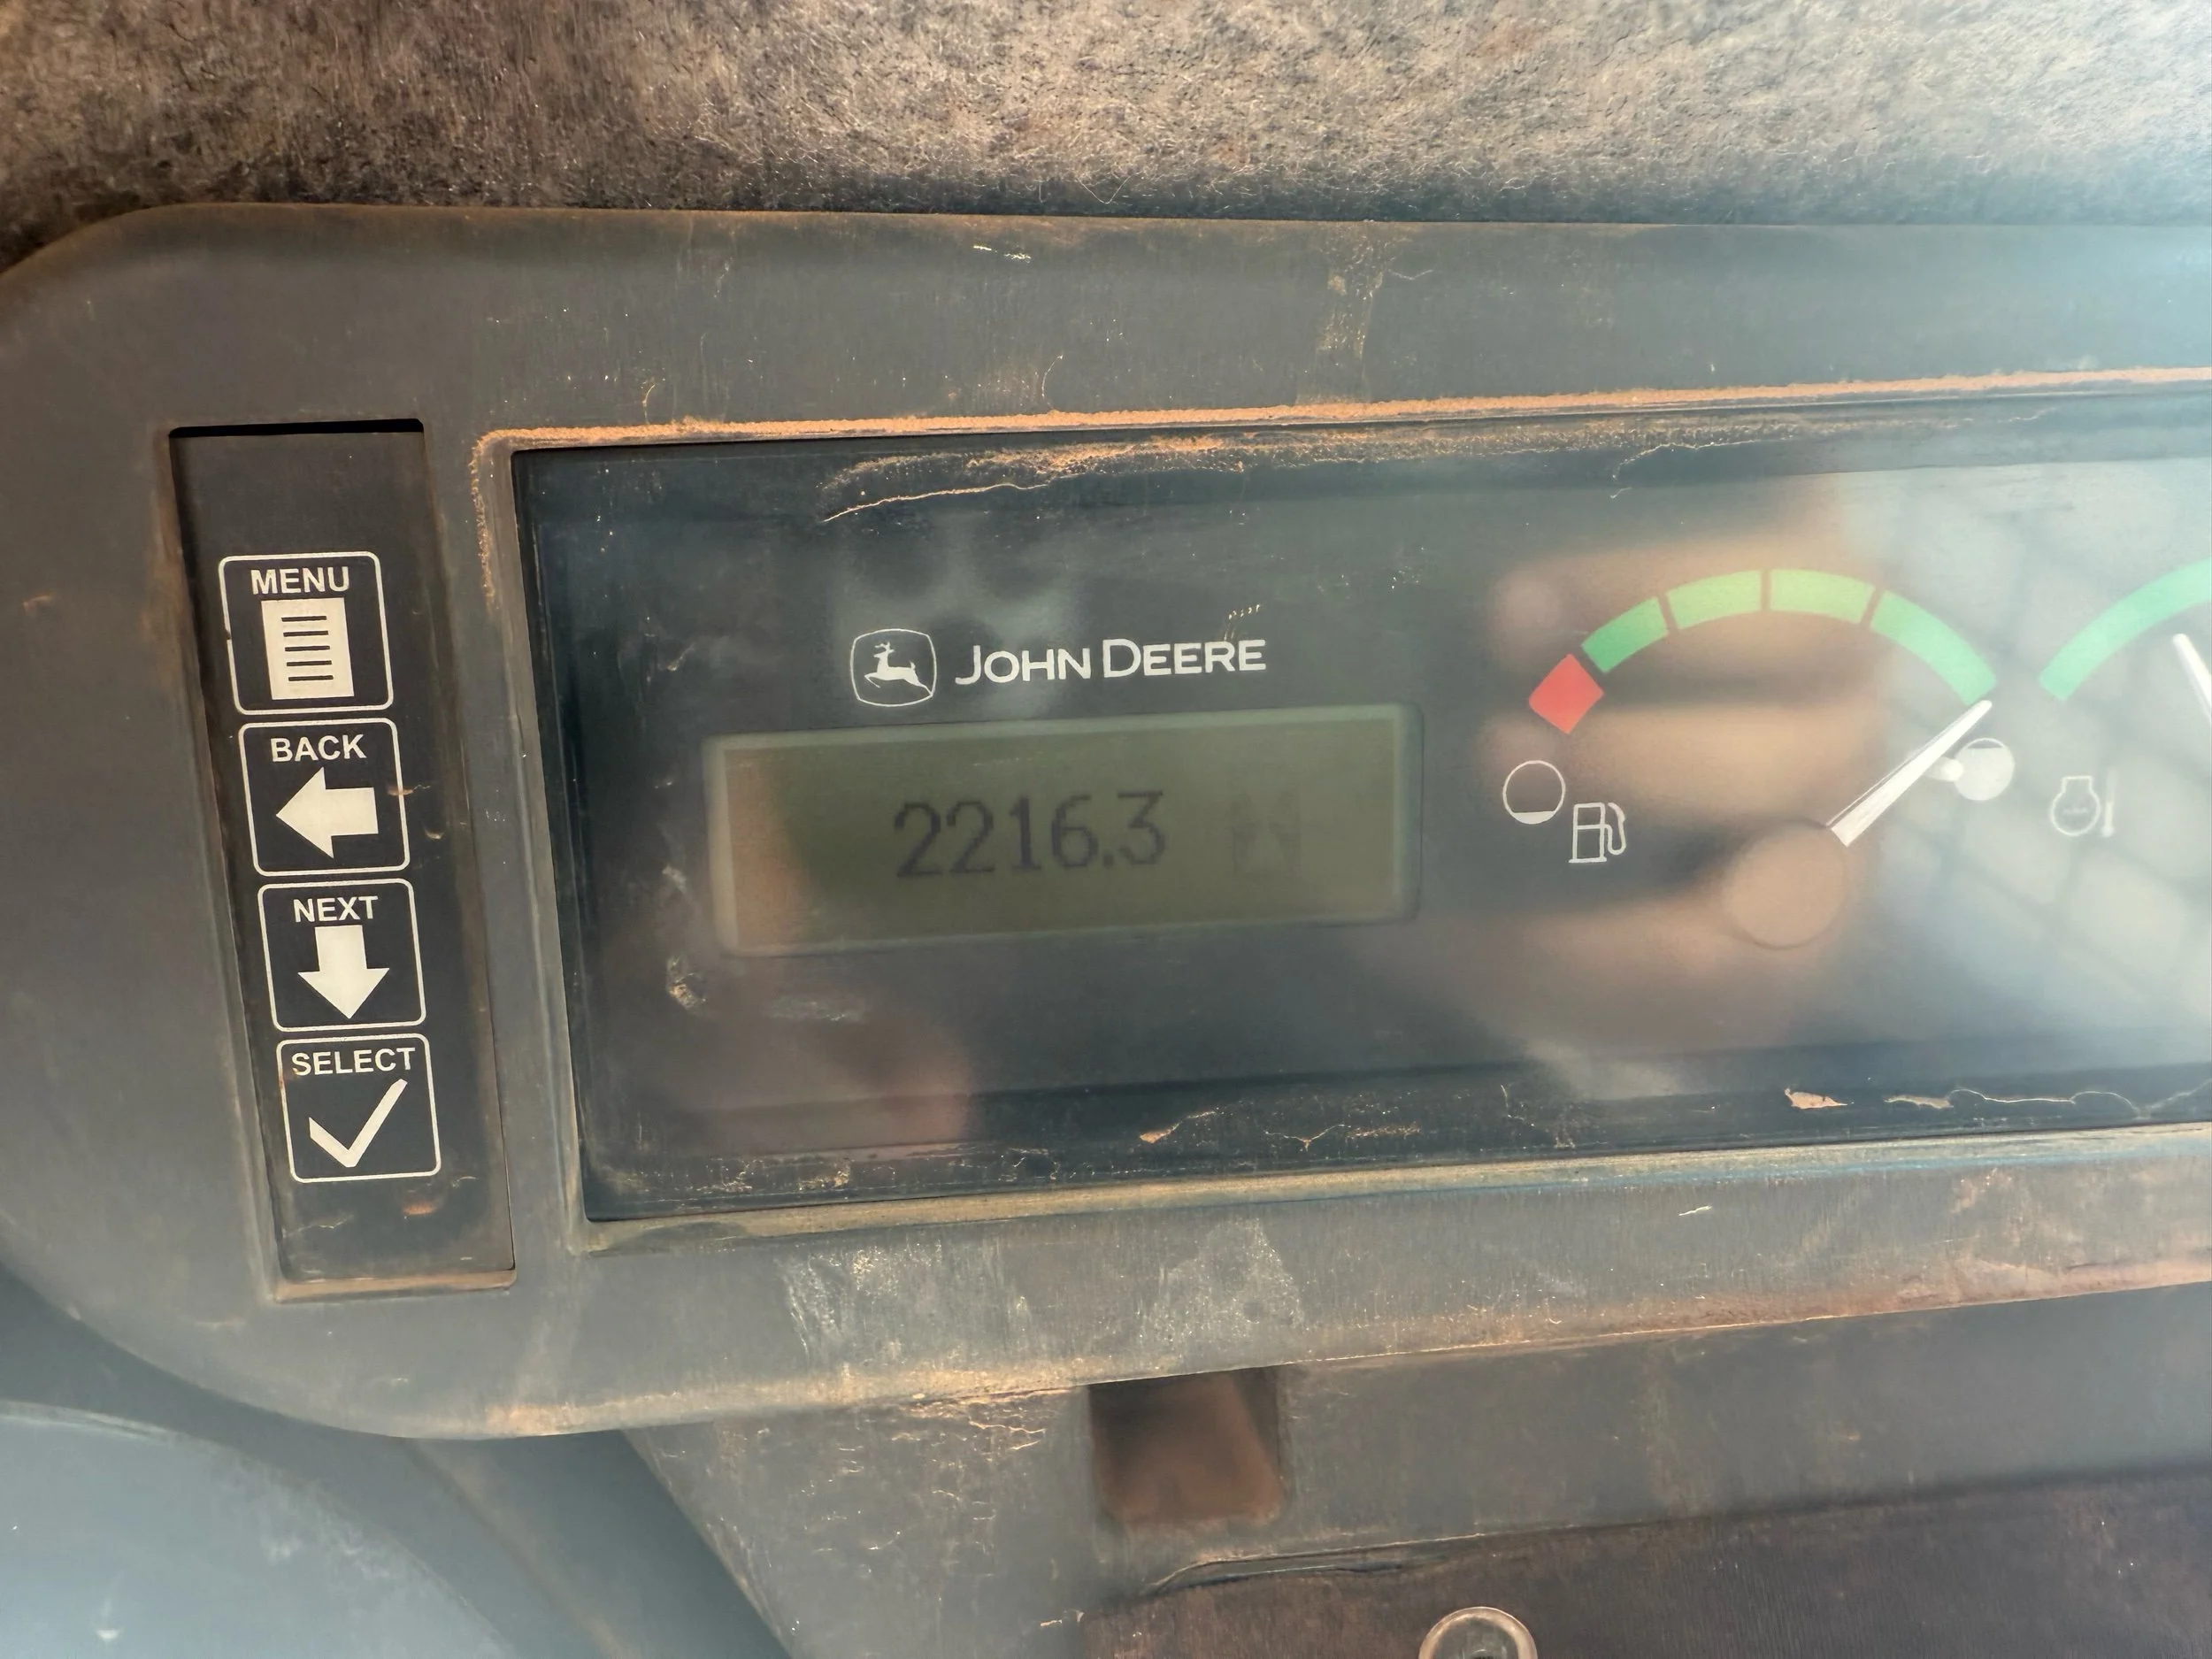 MENU
BACK
NEXT
SELECT
JOHN DEERE
2216.3